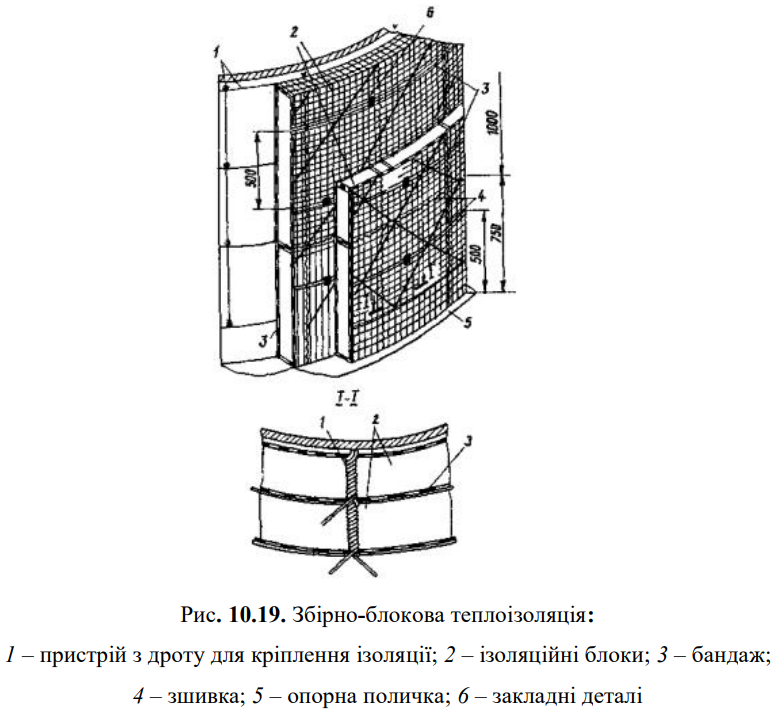 6
2
1
3
1000
500
4
750
500
I
I
3
5
I-I
1
2
3
Рис. 10.19. Збірно-блокова теплоізоляція:
1 – пристрій з дроту для кріплення ізоляції; 2 – ізоляційні блоки; 3 – бандаж;
4 – зшивка; 5 – опорна поличка; 6 – закладні деталі